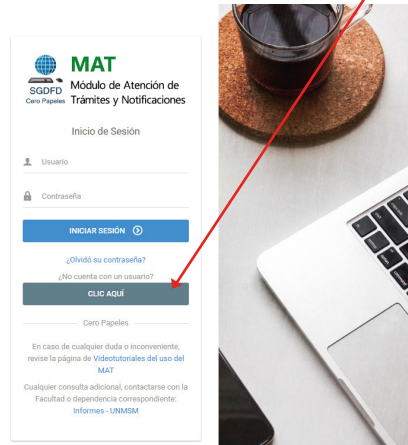 MAT
SGDFD
Cero Papeles
Módulo de Atención de
Trámites y Notificaciones
Inicio de Sesión
Usuario
Contraseña
INICIAR SESIÓN
¿Olvidó su contraseña?
¿No cuenta con un usuario?
CLIC AQUÍ
Cero Papeles
En caso de cualquier duda o inconveniente,
revise la página de Videotutoriales del uso del
MAT
Cualquier consulta adicional, contactarse con la
Facultad o dependencia correspondiente:
Informes - UNMSM